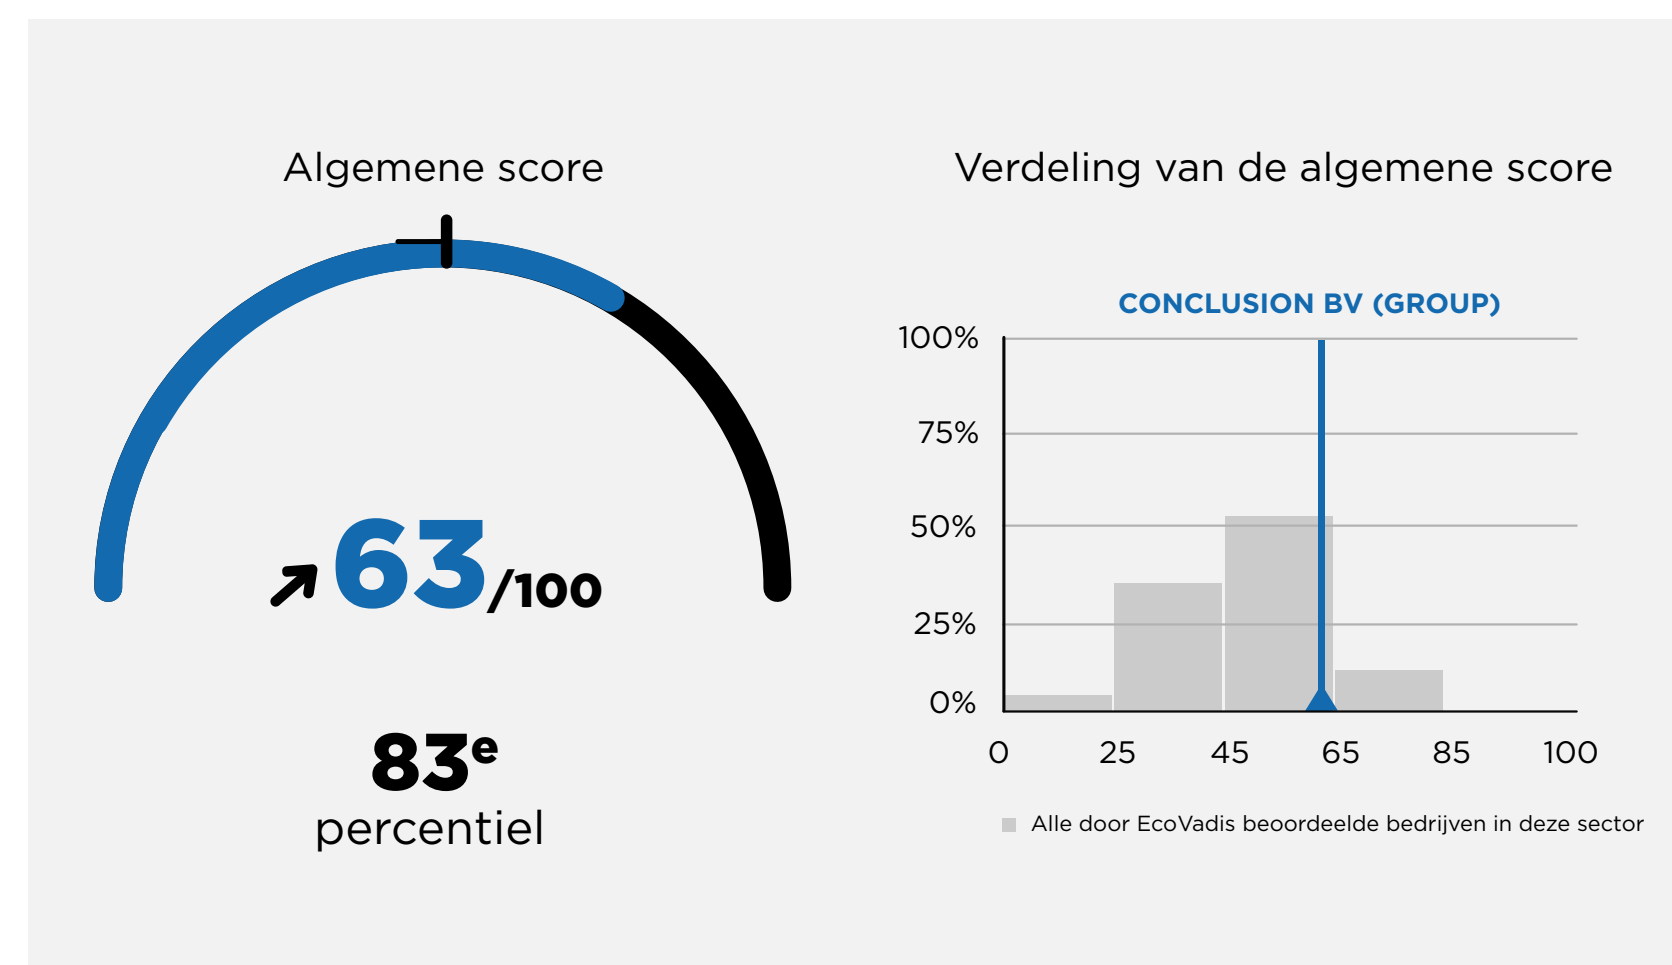 Algemene score
63/100
83e
percentiel
Verdeling van de algemene score
CONCLUSION BV (GROUP)
100%
75%
50%
25%
0%
0 25 45 65 85 100
Alle door EcoVadis beoordeelde bedrijven in deze sector